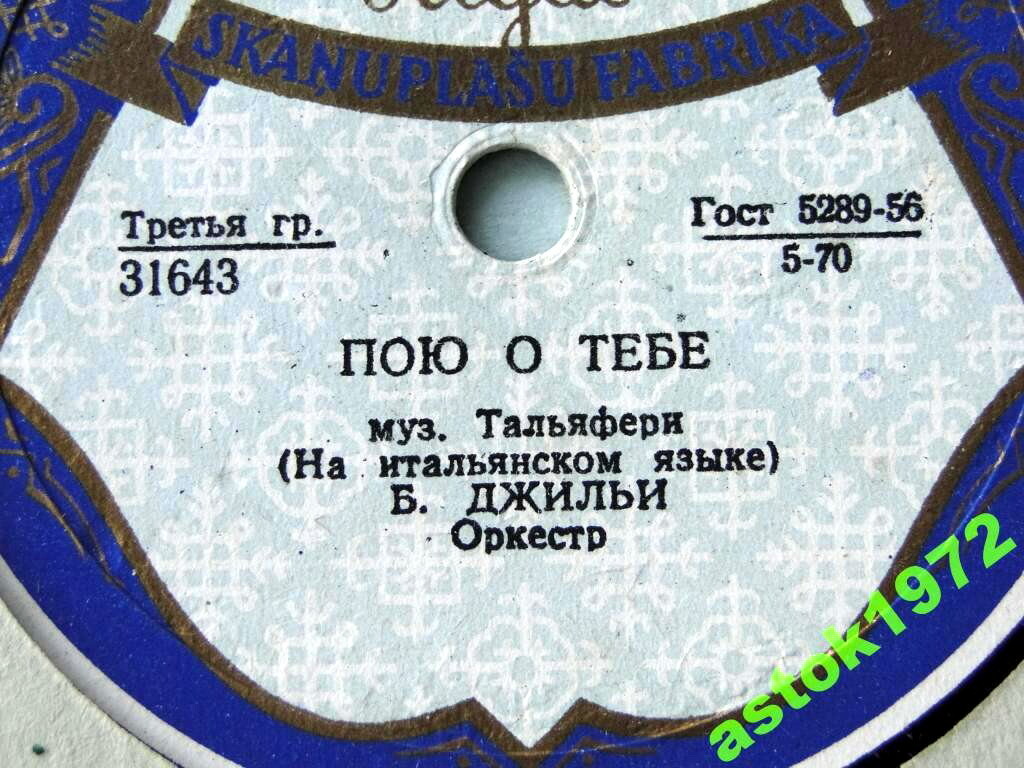 SKAŅUPLAŠU FABRIKA
Третья гр.
31643
Гост 5289-56
5-70
ПОЮ О ТЕБЕ
муз. Тальяфери
(На итальянском языке)
Б. ДЖИЛЬИ
Оркестр
astok1972